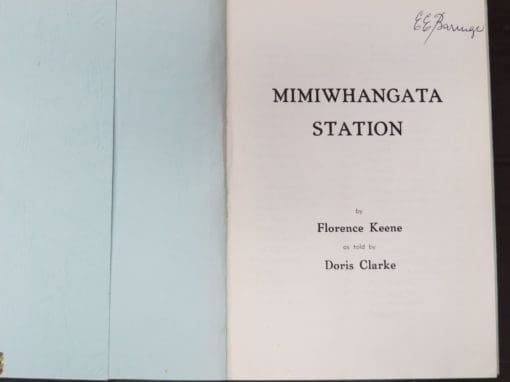 MIMIWHANGATA
STATION
by
Florence Keene
as told by
Doris Clarke